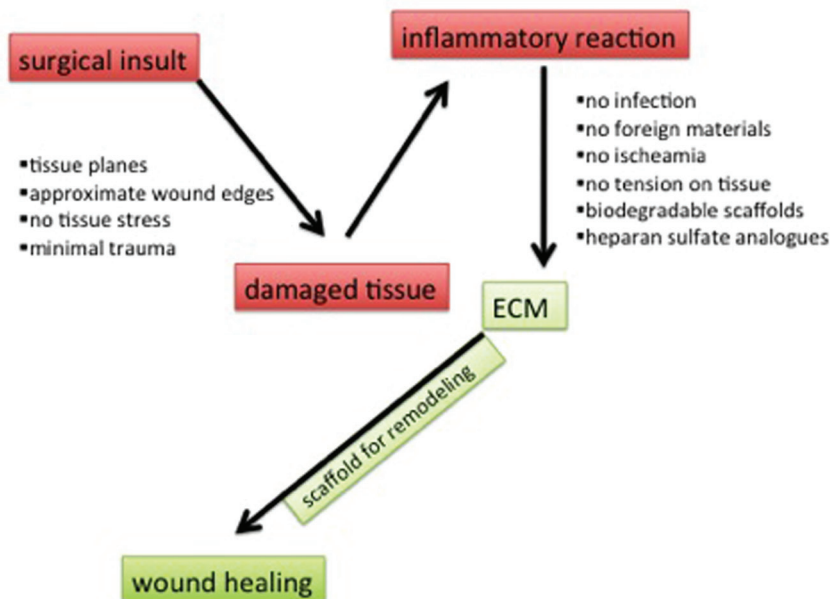 surgical insult
inflammatory reaction
▪tissue planes
▪approximate wound edges
▪no tissue stress
▪minimal trauma
▪no infection
▪no foreign materials
▪no ischeamia
▪no tension on tissue
▪biodegradable scaffolds
▪heparan sulfate analogues
damaged tissue
ECM
scaffold for remodeling
wound healing